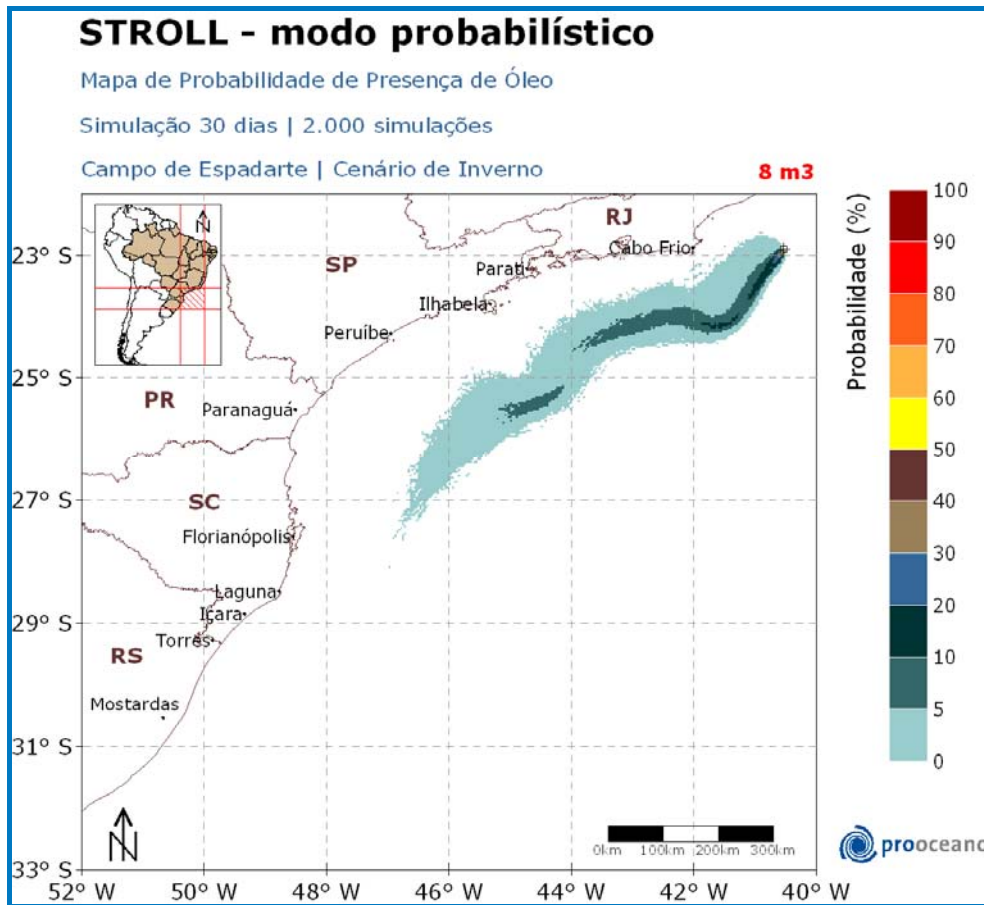 STROLL - modo probabilístico
Mapa de Probabilidade de Presença de Óleo
Simulação 30 dias | 2.000 simulações
Campo de Espadarte | Cenário de Inverno
8 m3
Probabilidade (%)
100
90
80
70
60
50
40
30
20
10
5
0
N
RJ
23° S
SP
Cabo Frio
Parati
Ilhabela
Peruíbe
25° S
PR
Paranaguá
27° S
SC
Florianópolis
Laguna
29° S
Içara
Torres
RS
Mostardas
31° S
N
0km 100km 200km 300km
prooceano
33° S
52° W 50° W 48° W 46° W 44° W 42° W 40° W